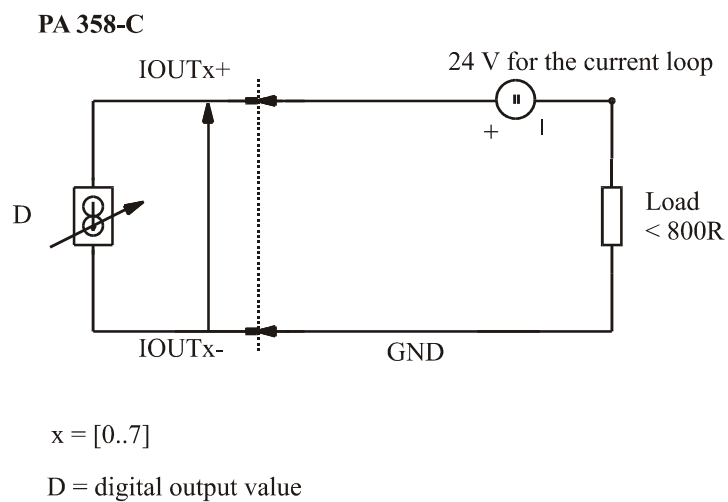 PA 358-C
IOUTx+
24 V for the current loop
+
D
Load
< 800R
IOUTx-
GND
x = [0..7]
D = digital output value